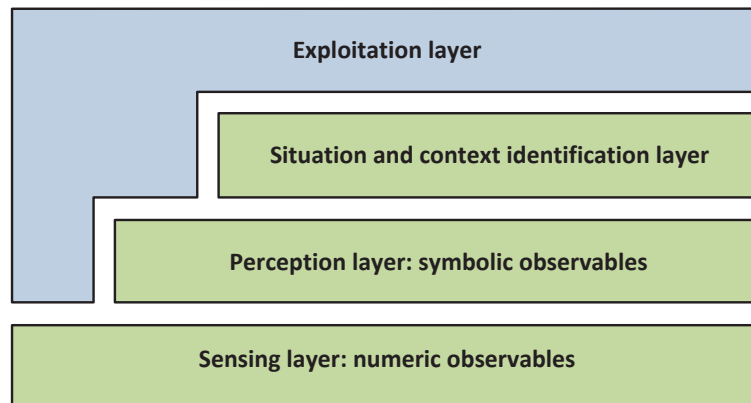 Exploitation layer
Situation and context identification layer
Perception layer: symbolic observables
Sensing layer: numeric observables